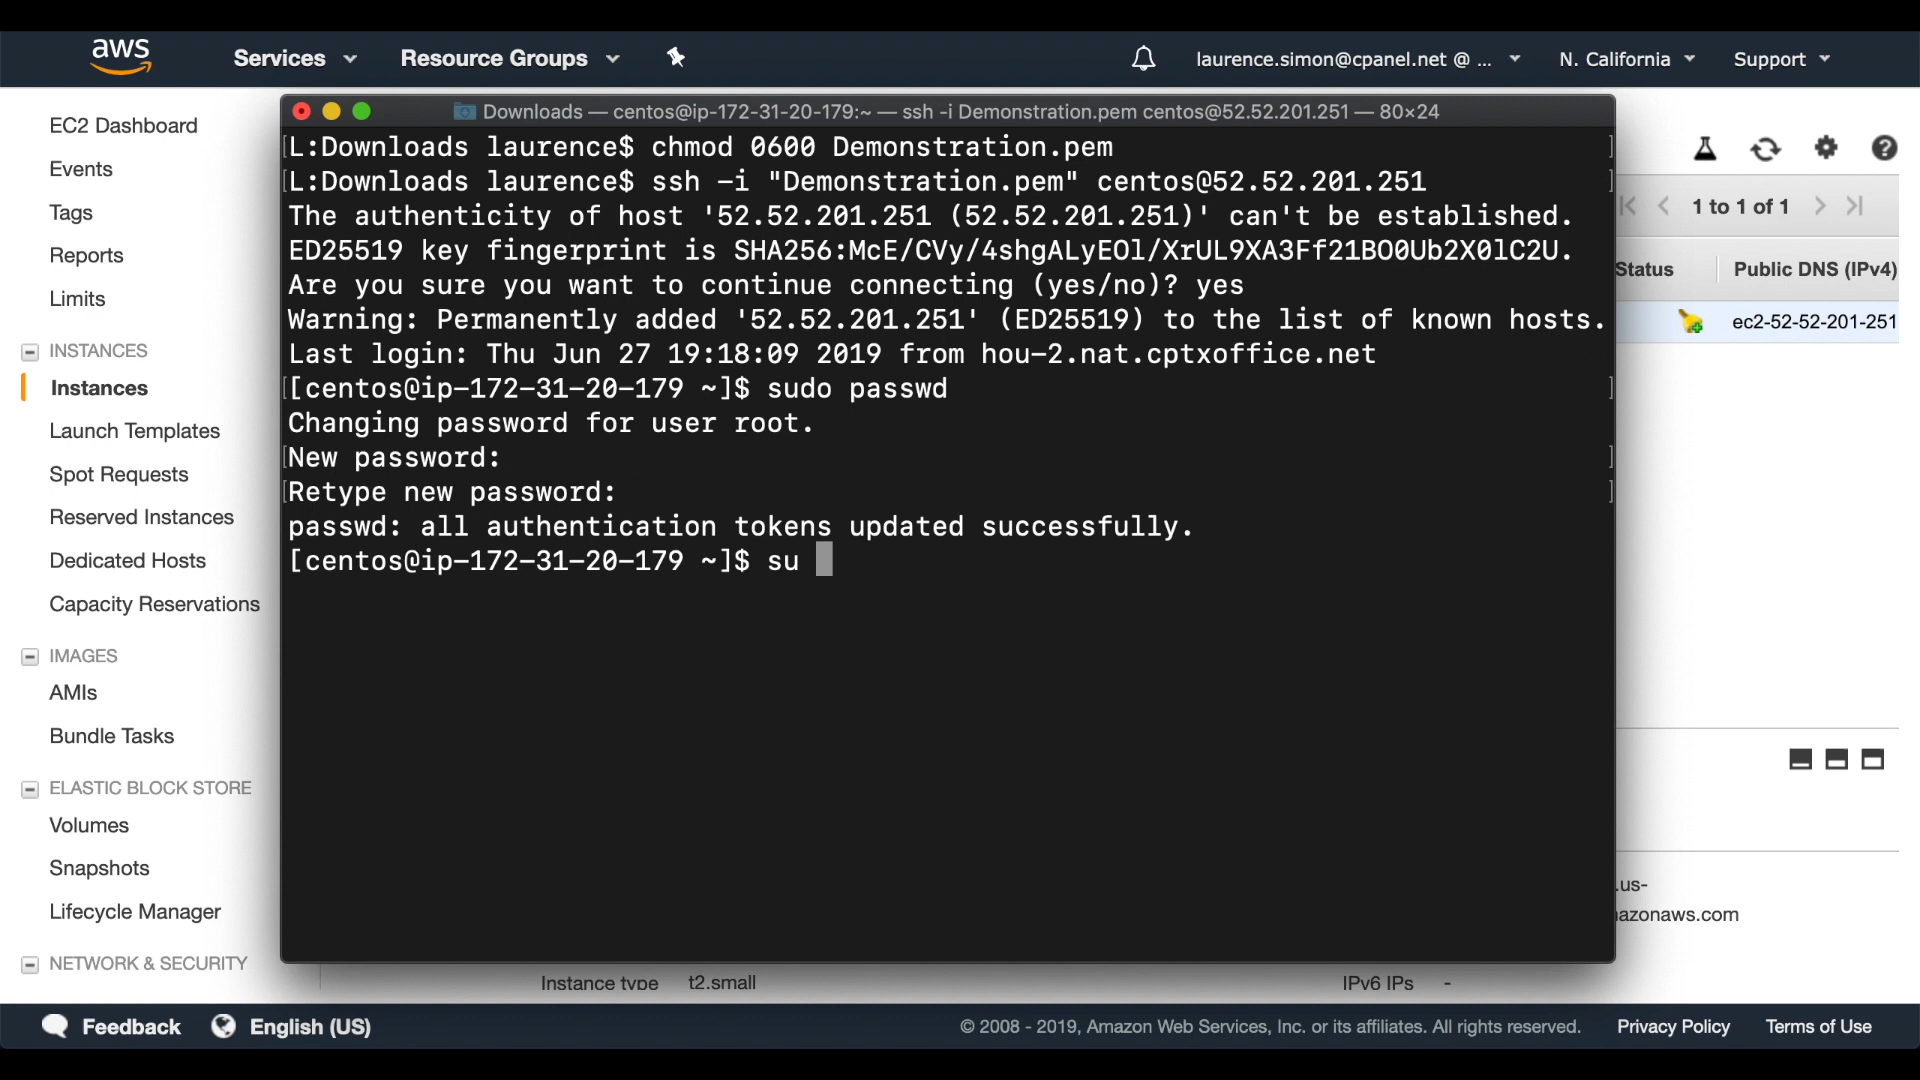 aws
Services
Resource Groups
laurence.simon@cpanel.net @ ...
N. California
Support
Downloads — centos@ip-172-31-20-179:~ — ssh -i Demonstration.pem centos@52.52.201.251 — 80×24
[L:Downloads laurence$ chmod 0600 Demonstration.pem ]
[L:Downloads laurence$ ssh -i "Demonstration.pem" centos@52.52.201.251 ]
The authenticity of host '52.52.201.251 (52.52.201.251)' can't be established.
ED25519 key fingerprint is SHA256:McE/CVy/4shgALyEOl/XrUL9XA3Ff21BO0Ub2X0lC2U.
Are you sure you want to continue connecting (yes/no)? yes
Warning: Permanently added '52.52.201.251' (ED25519) to the list of known hosts.
Last login: Thu Jun 27 19:18:09 2019 from hou-2.nat.cptxoffice.net
[[centos@ip-172-31-20-179 ~]$ sudo passwd ]
Changing password for user root.
[New password: ]
[Retype new password: ]
passwd: all authentication tokens updated successfully.
[centos@ip-172-31-20-179 ~]$ su
EC2 Dashboard
Events
Tags
Reports
Limits
INSTANCES
Instances
Launch Templates
Spot Requests
Reserved Instances
Dedicated Hosts
Capacity Reservations
IMAGES
AMIs
Bundle Tasks
ELASTIC BLOCK STORE
Volumes
Snapshots
Lifecycle Manager
NETWORK & SECURITY
1 to 1 of 1
Status
Public DNS (IPv4)
ec2-52-52-201-251
.us-
azonaws.com
Instance type t2.small
IPv6 IPs -
Feedback
English (US)
© 2008 - 2019, Amazon Web Services, Inc. or its affiliates. All rights reserved.
Privacy Policy
Terms of Use